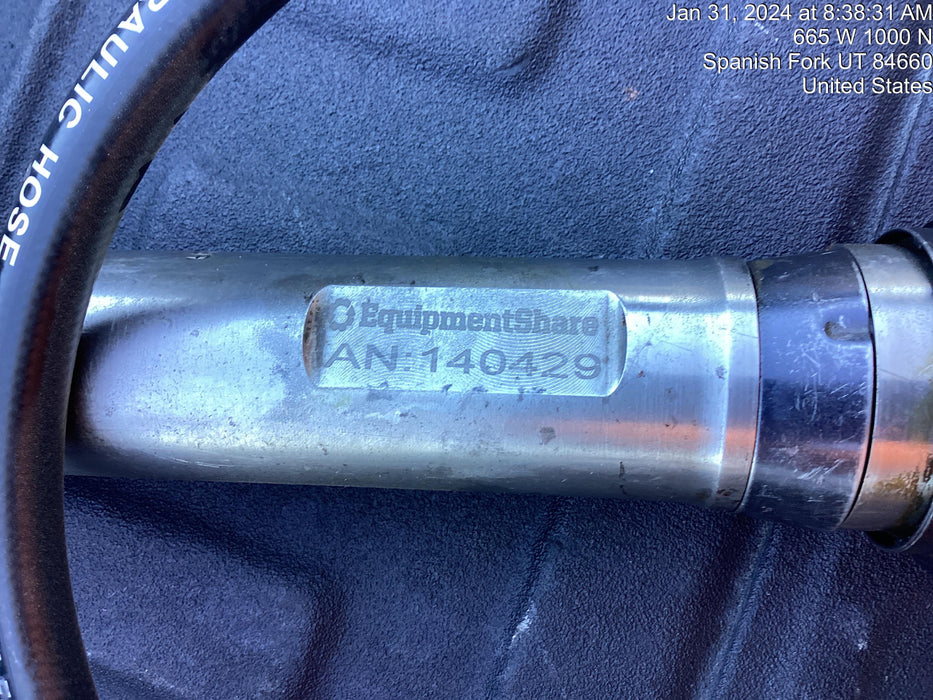 Jan 31, 2024 at 8:38:31 AM
665 W 1000 N
Spanish Fork UT 84660
United States
HOSE
EquipmentShare
AN:140429